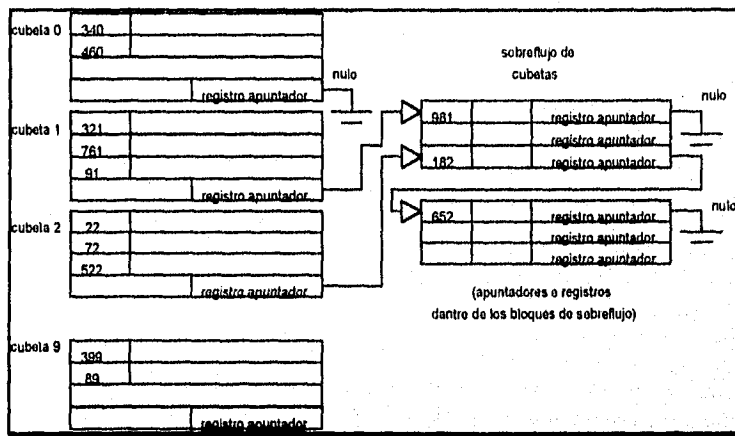 cubeta 0
340
460
registro apuntador
nulo
cubeta 1
321
761
91
registro apuntador
cubeta 2
22
72
522
registro apuntador
cubeta 9
399
89
registro apuntador
sobreflujo de
cubetas
981
registro apuntador
nulo
registro apuntador
182
registro apuntador
652
registro apuntador
nulo
registro apuntador
registro apuntador
(apuntadores a registros
dentro de los bloques de sobreflujo)